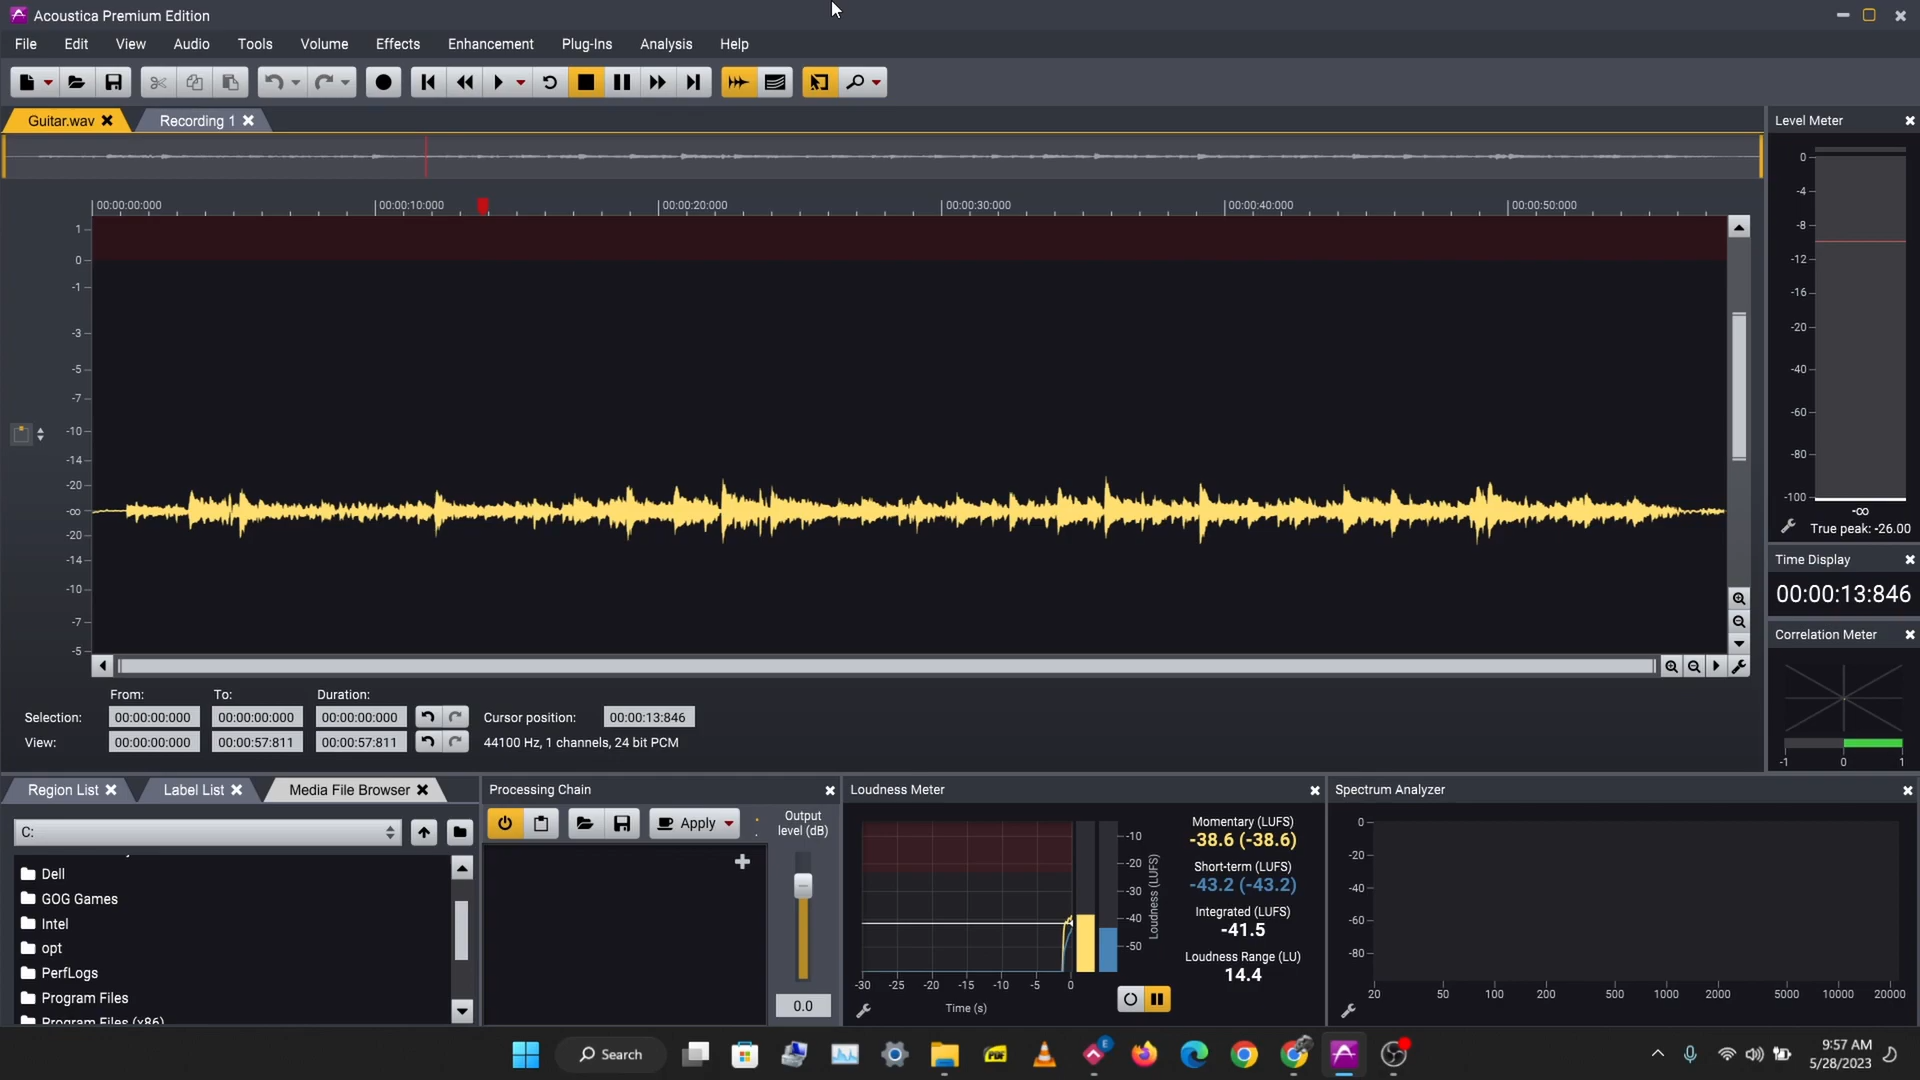 Acoustica Premium Edition
File Edit View Audio Tools Volume Effects Enhancement Plug-Ins Analysis Help
Guitar.wav Recording 1
Level Meter
00:00:00:000 00:00:10:000 00:00:20:000 00:00:30:000 00:00:40:000 00:00:50:000
1
0
-1
-3
-5
-7
-10
-14
-20
-∞
-20
-14
-10
-7
-5
0
-4
-8
-12
-16
-20
-40
-60
-80
-100
-∞
True peak: -26.00
Time Display
00:00:13:846
Correlation Meter
-1 0 1
From: To: Duration:
Selection: 00:00:00:000 00:00:00:000 00:00:00:000 Cursor position: 00:00:13:846
View: 00:00:00:000 00:00:57:811 00:00:57:811 44100 Hz, 1 channels, 24 bit PCM
Region List Label List Media File Browser
C:
Dell
GOG Games
Intel
opt
PerfLogs
Program Files
Program Files (x86)
Processing Chain
Apply
Output
level (dB)
0.0
Loudness Meter
-10
-20
-30
-40
-50
Loudness (LUFS)
-30 -25 -20 -15 -10 -5 0
Time (s)
Momentary (LUFS)
-38.6 (-38.6)
Short-term (LUFS)
-43.2 (-43.2)
Integrated (LUFS)
-41.5
Loudness Range (LU)
14.4
Spectrum Analyzer
0
-20
-40
-60
-80
20 50 100 200 500 1000 2000 5000 10000 20000
Search
PDF
E
9:57 AM
5/28/2023